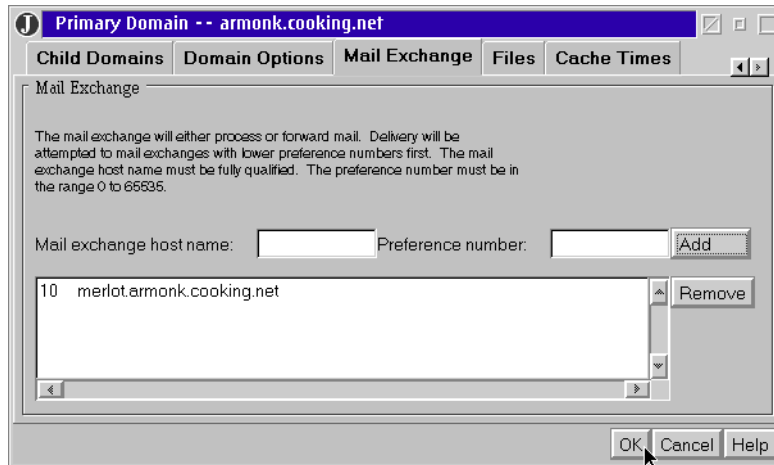 J Primary Domain -- armonk.cooking.net
Child Domains Domain Options Mail Exchange Files Cache Times
Mail Exchange
The mail exchange will either process or forward mail. Delivery will be
attempted to mail exchanges with lower preference numbers first. The mail
exchange host name must be fully qualified. The preference number must be in
the range 0 to 65535.
Mail exchange host name: Preference number: Add
10 merlot.armonk.cooking.net
Remove
OK Cancel Help